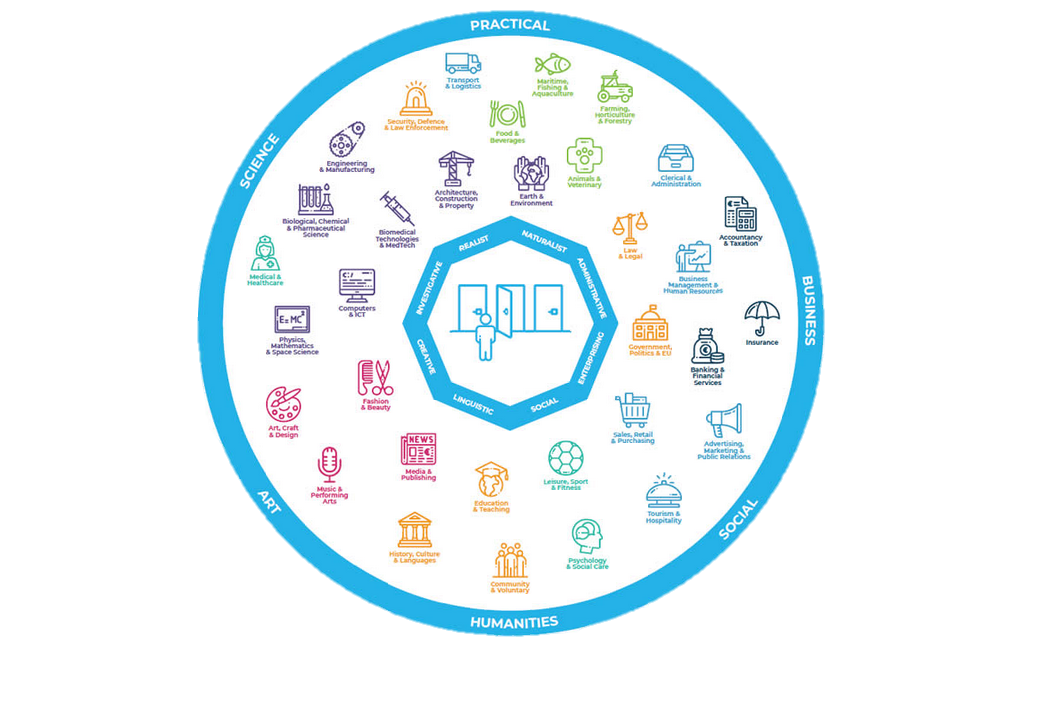 PRACTICAL
Transport
& Logistics
Maritime,
Fishing &
Aquaculture
Farming,
Horticulture
& Forestry
Security, Defence
& Law Enforcement
Food &
Beverages
Engineering
& Manufacturing
Architecture,
Construction
& Property
Earth &
Environment
Animals &
Veterinary
Clerical &
Administration
SCIENCE
Biological, Chemical
& Pharmaceutical
Science
Biomedical
Technologies
& MedTech
Law
& Legal
Accountancy
& Taxation
Medical &
Healthcare
Computers
& ICT
Business
Management &
Human Resources
REALIST
NATURALIST
INVESTIGATIVE
ADMINISTRATIVE
CREATIVE
ENTERPRISING
LINGUISTIC
SOCIAL
E=MC²
Physics,
Mathematics
& Space Science
Government,
Politics & EU
Insurance
BUSINESS
Banking &
Financial
Services
Fashion
& Beauty
Art, Craft
& Design
Sales, Retail
& Purchasing
Advertising,
Marketing &
Public Relations
NEWS
Media &
Publishing
Music &
Performing
Arts
Education
& Teaching
Leisure, Sport
& Fitness
Tourism &
Hospitality
ART
SOCIAL
History, Culture
& Languages
Community
& Voluntary
Psychology
& Social Care
HUMANITIES